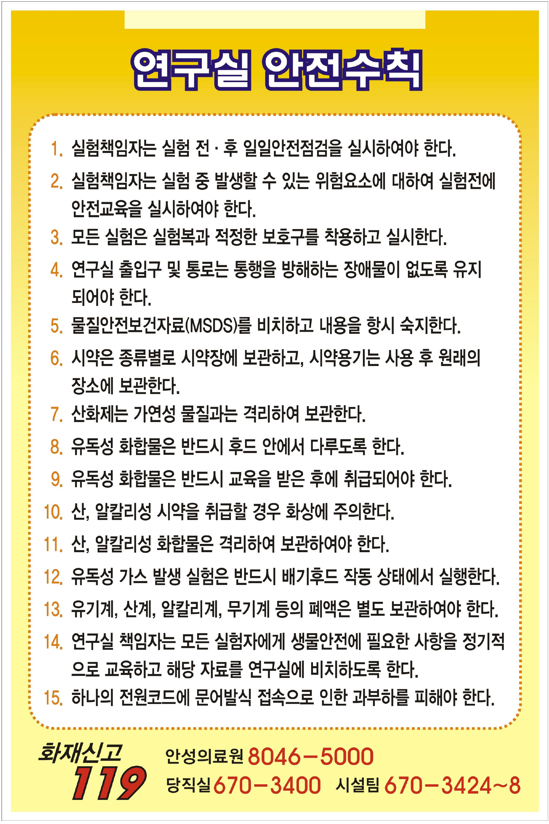 연구실 안전수칙
1. 실험책임자는 실험 전·후 일일안전점검을 실시하여야 한다.
2. 실험책임자는 실험 중 발생할 수 있는 위험요소에 대하여 실험전에
안전교육을 실시하여야 한다.
3. 모든 실험은 실험복과 적정한 보호구를 착용하고 실시한다.
4. 연구실 출입구 및 통로는 통행을 방해하는 장애물이 없도록 유지
되어야 한다.
5. 물질안전보건자료(MSDS)를 비치하고 내용을 항시 숙지한다.
6. 시약은 종류별로 시약장에 보관하고, 시약용기는 사용 후 원래의
장소에 보관한다.
7. 산화제는 가연성 물질과는 격리하여 보관한다.
8. 유독성 화합물은 반드시 후드 안에서 다루도록 한다.
9. 유독성 화합물은 반드시 교육을 받은 후에 취급되어야 한다.
10. 산, 알칼리성 시약을 취급할 경우 화상에 주의한다.
11. 산, 알칼리성 화합물은 격리하여 보관하여야 한다.
12. 유독성 가스 발생 실험은 반드시 배기후드 작동 상태에서 실행한다.
13. 유기계, 산계, 알칼리계, 무기계 등의 폐액은 별도 보관하여야 한다.
14. 연구실 책임자는 모든 실험자에게 생물안전에 필요한 사항을 정기적
으로 교육하고 해당 자료를 연구실에 비치하도록 한다.
15. 하나의 전원코드에 문어발식 접속으로 인한 과부하를 피해야 한다.
화재신고
119
안성의료원 8046-5000
당직실 670-3400 시설팀 670-3424~8